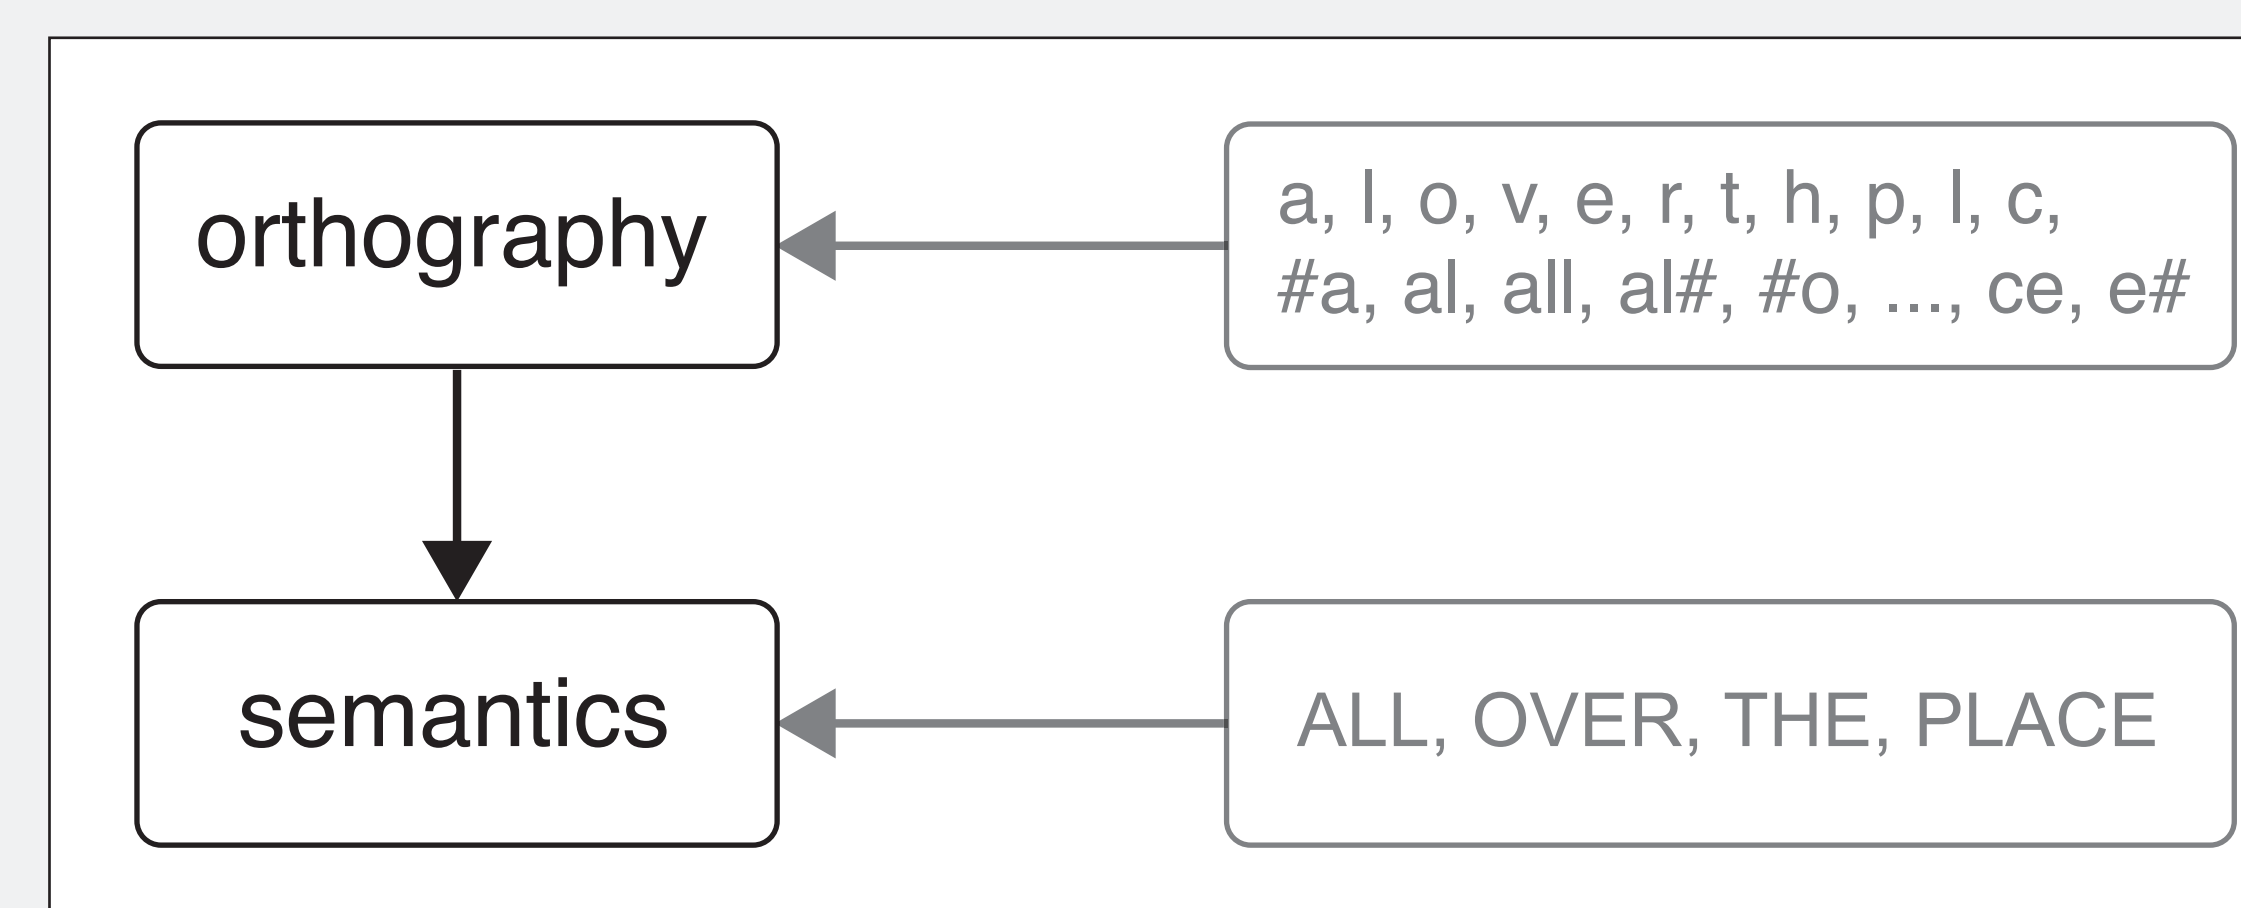 orthography
a, l, o, v, e, r, t, h, p, l, c,
#a, al, all, al#, #o, ..., ce, e#
semantics
ALL, OVER, THE, PLACE